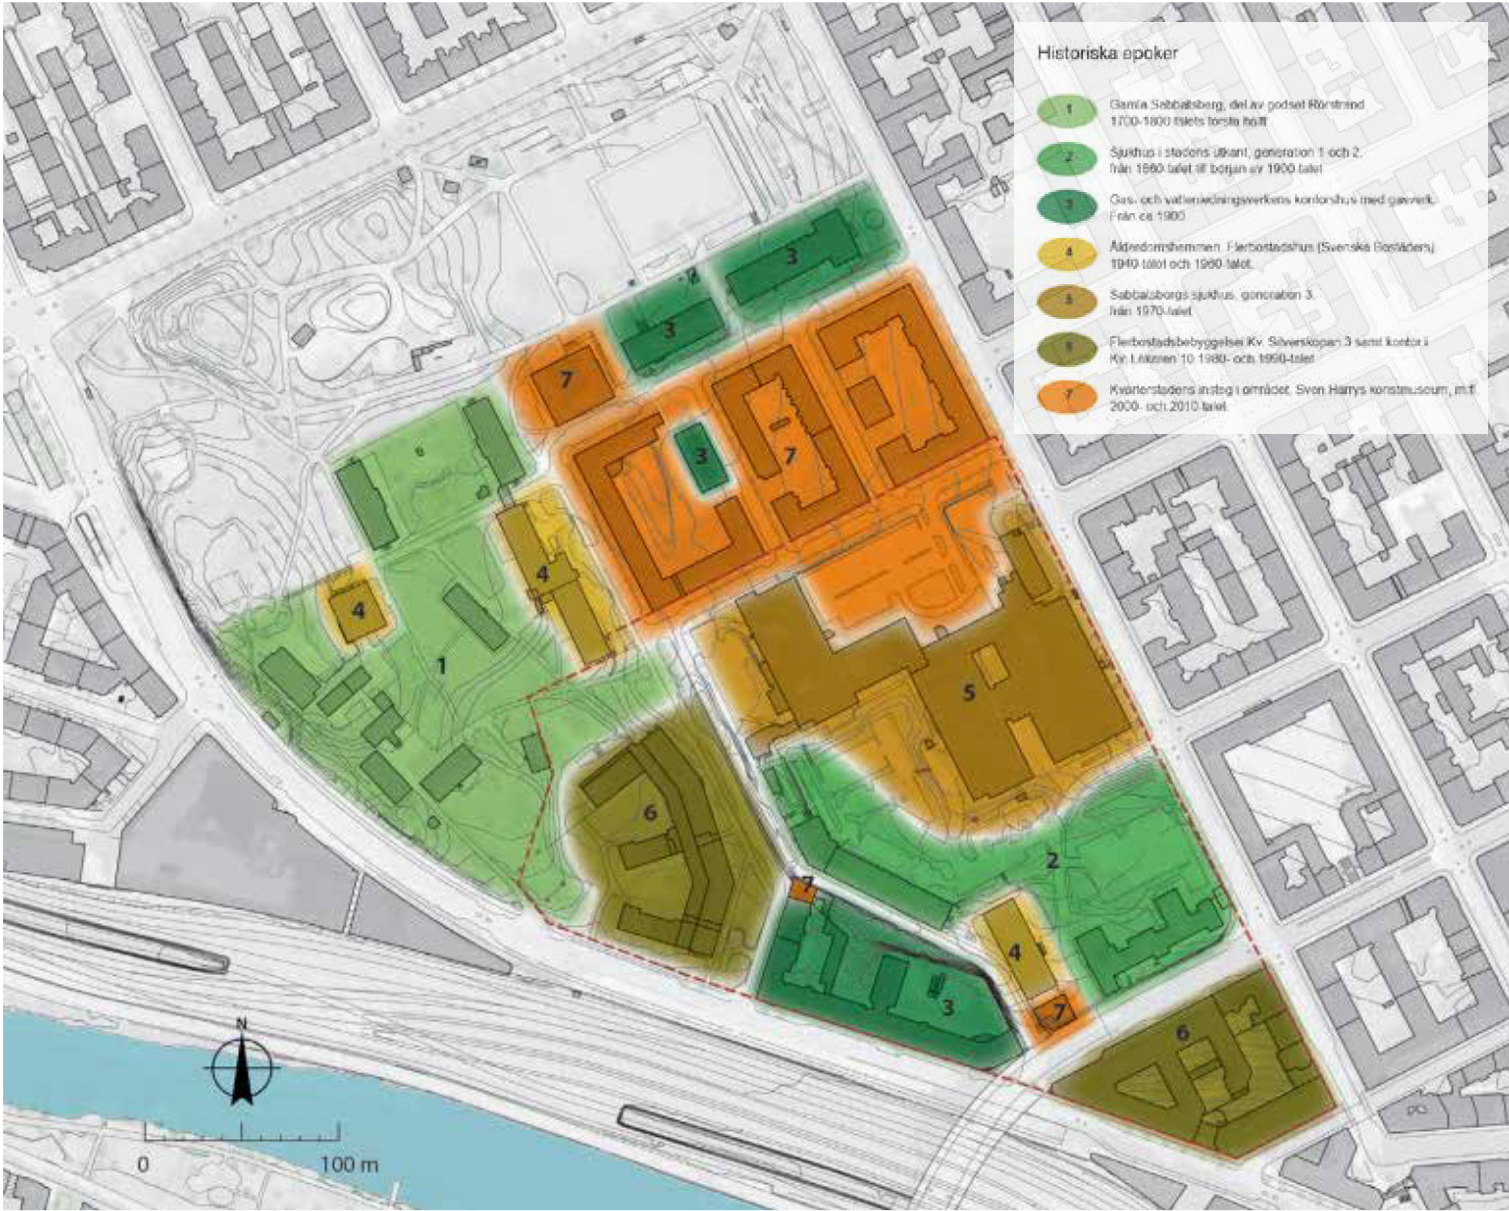 Historiska epoker
1 Gamla Sabbatsberg, del av godset Rörstrand
1700-1800 talets första hälft
2 Sjukhus i stadens utkant, generation 1 och 2.
från 1860 talet till början av 1900 talet
3 Gas- och vattenledningsverkens kontorshus med gasverk.
Från ca 1900
4 Ålderdomshemmen. Flerbostadshus (Svenska Bostäder)
1940-talet och 1960-talet.
5 Sabbatsbergs sjukhus, generation 3.
från 1970-talet
6 Flerbostadsbebyggelsei Kv. Silverskopan 3 samt kontor i
Kv. Läkaren 10 1980- och 1990-talet
7 Kvarterstadens insteg i området, Sven Harrys konstmuseum, m.fl
2000- och 2010-talet.
3
3
7
3
7
4
4
1
5
6
2
7
4
3
7
6
N
0 100 m